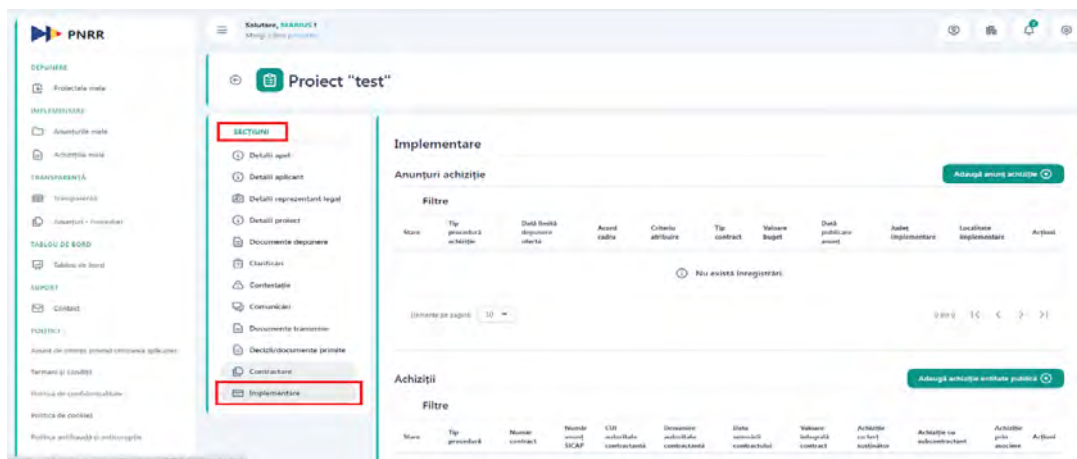 PNRR
Salutare, MARIUS !
DEPUNERE
Proiectele mele
IMPLEMENTARE
Anunțurile mele
Achizițiile mele
TRANSPARENȚĂ
Transparență
Anunțuri - Proceduri
TABLOU DE BORD
Tablou de bord
SUPORT
Contact
POLITICI
Termeni și condiții
Politica de confidențialitate
Politica de cookies
Politica antifraudă și anticorupție
Proiect "test"
SECȚIUNI
Detalii apel
Detalii aplicant
Detalii reprezentant legal
Detalii proiect
Documente depunere
Clarificări
Contestație
Comunicări
Documente transmise
Decizii/documente primite
Contractare
Implementare
Implementare
Anunțuri achiziție
Adaugă anunț achiziție
Filtre
Stare
Tip procedură achiziție
Dată limită depunere ofertă
Acord cadru
Criteriu atribuire
Tip contract
Valoare buget
Dată publicare anunț
Județ implementare
Localitate implementare
Acțiuni
Nu există înregistrări.
Elemente pe pagină
10
0 din 0
Achiziții
Adaugă achiziție entitate publică
Filtre
Stare
Tip procedură
Număr contract
Număr anunț SICAP
CUI autoritate contractantă
Denumire autoritate contractantă
Data semnării contractului
Valoare integrală contract
Achiziție cu terț susținător
Achiziție cu subcontractant
Achiziție prin asociere
Acțiuni